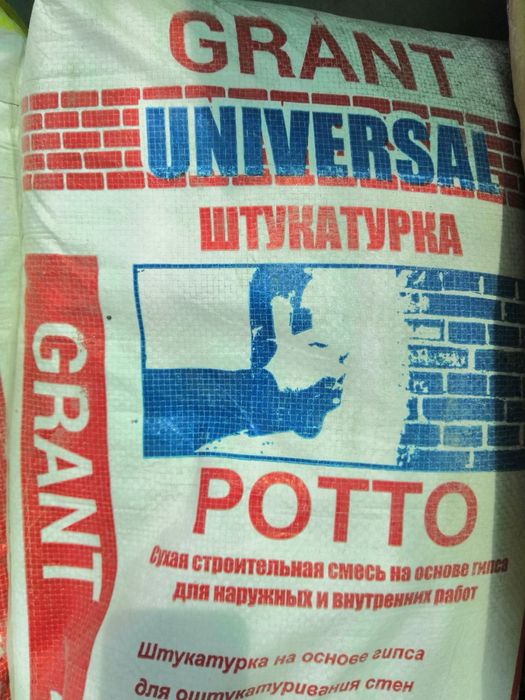 GRANT
UNIVERSAL
ШТУКАТУРКА
GRANT
РОТТО
Сухая строительная смесь на основе гипса
для наружных и внутренних работ
Штукатурка на основе гипса
для оштукатуривания стен